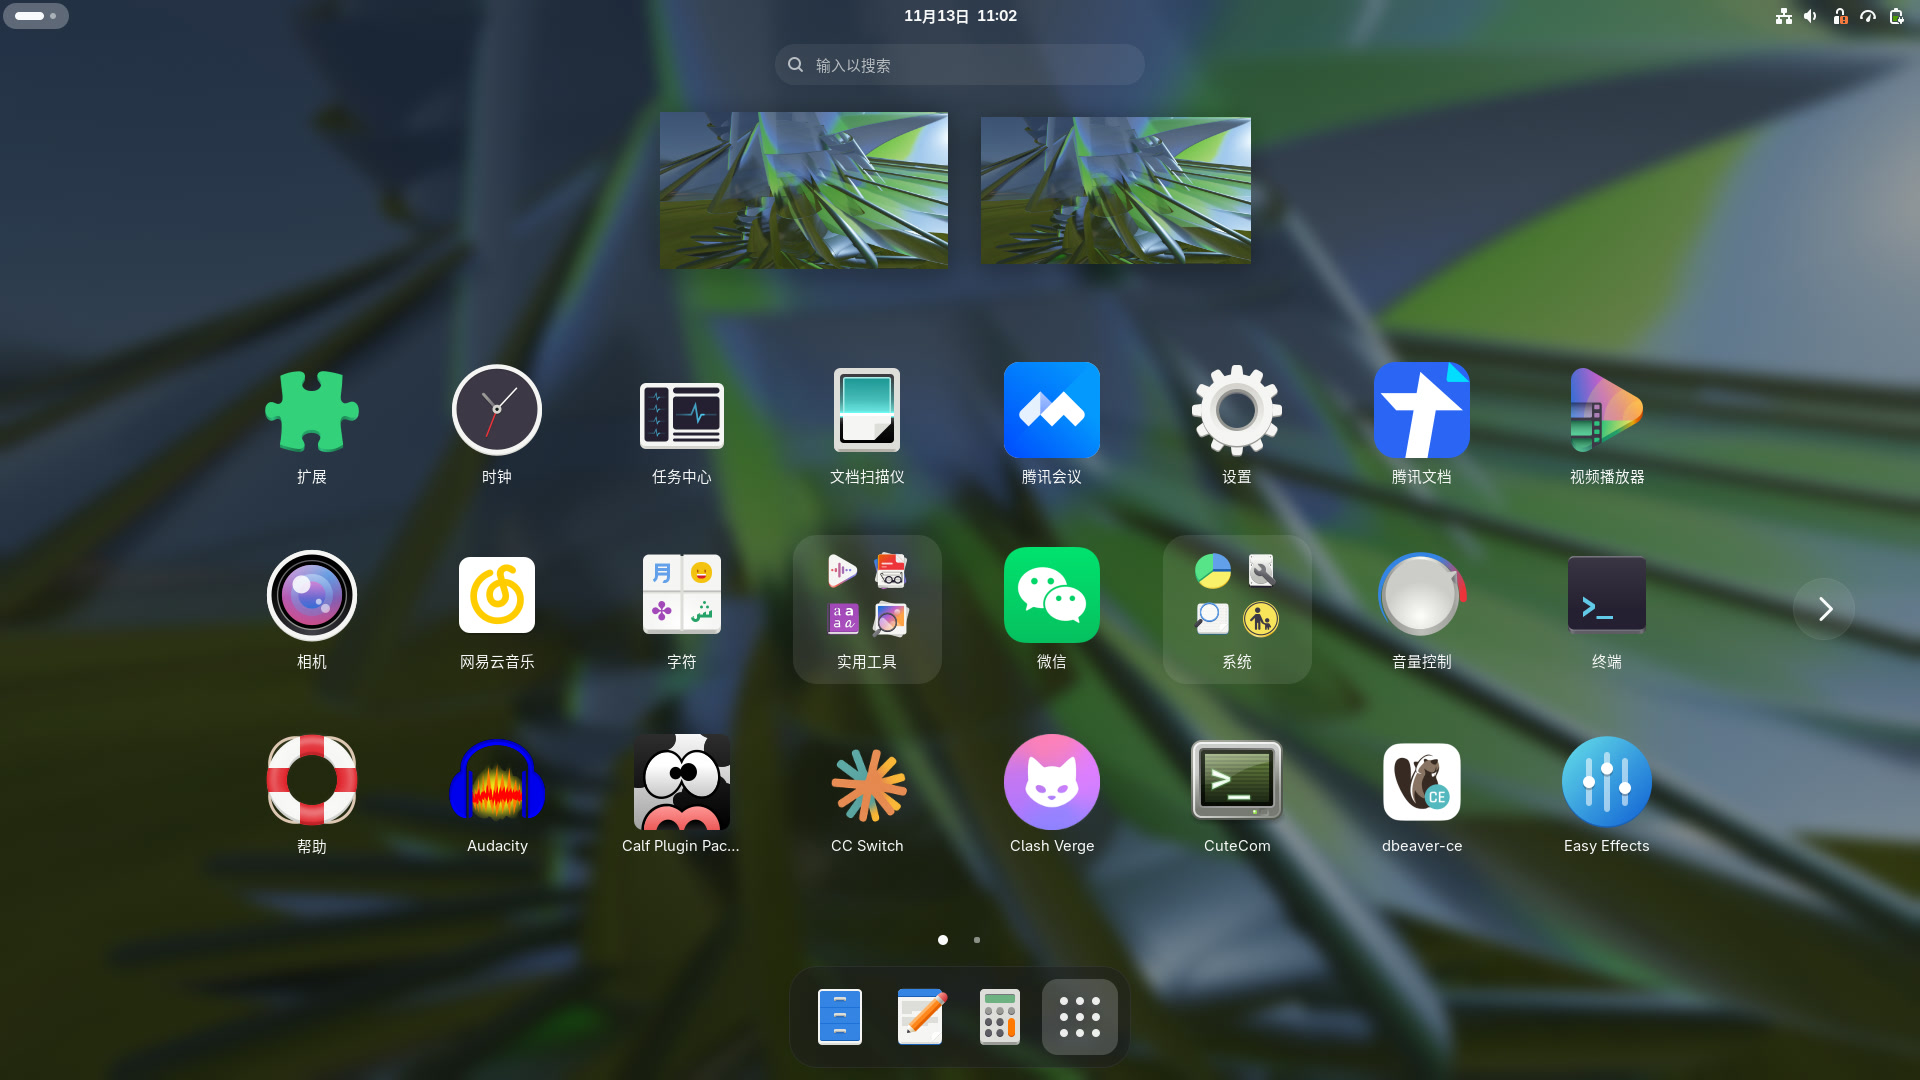 11月13日 11:02
输入以搜索
扩展
时钟
任务中心
文档扫描仪
腾讯会议
设置
腾讯文档
视频播放器
相机
网易云音乐
字符
实用工具
微信
系统
音量控制
终端
帮助
Audacity
Calf Plugin Pac...
CC Switch
Clash Verge
CuteCom
dbeaver-ce
Easy Effects